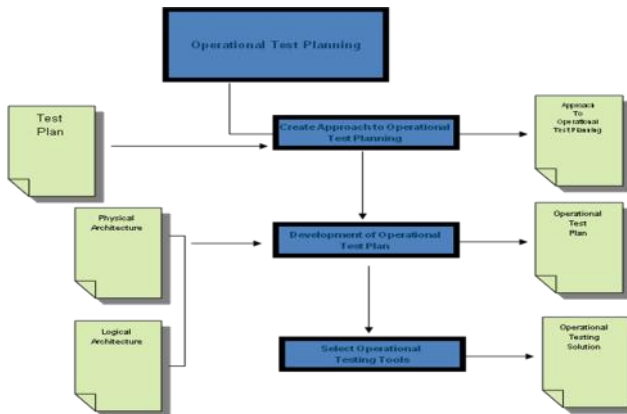 Operational Test Planning
Test
Plan
Create Approach to Operational
Test Planning
Approach
To
Operational
Test Planning
Physical
Architecture
Development of Operational
Test Plan
Operational
Test
Plan
Logical
Architecture
Select Operational
Testing Tools
Operational
Testing
Solution